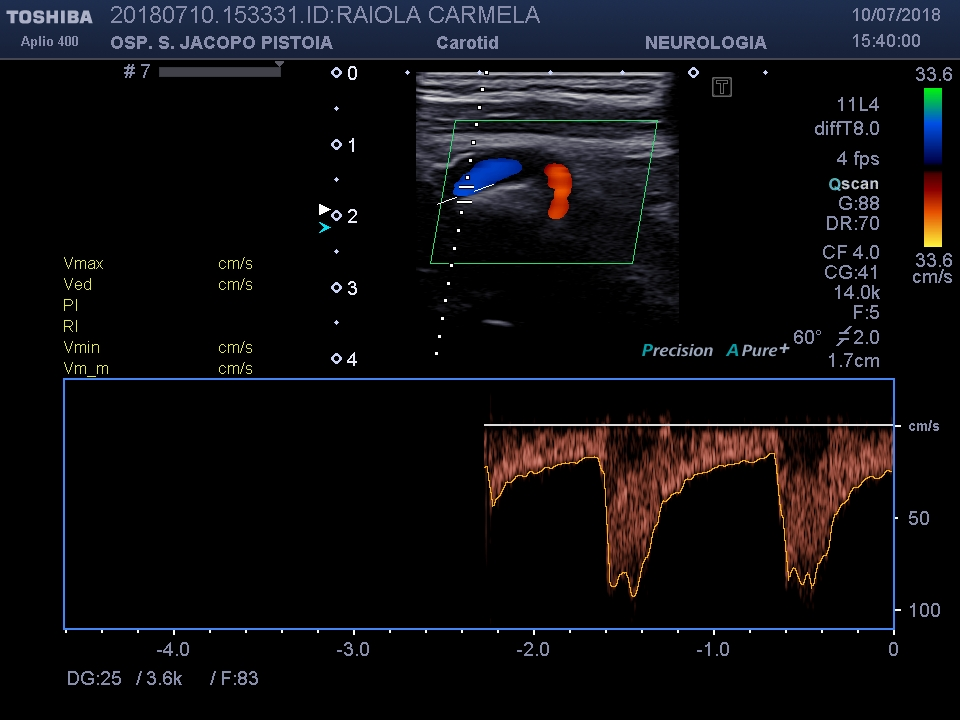 TOSHIBA 20180710.153331.ID:RAIOLA CARMELA 10/07/2018
Aplio 400 OSP. S. JACOPO PISTOIA Carotid NEUROLOGIA 15:40:00
# 7 0 T 33.6
11L4
diffT8.0
1
4 fps
Qscan
G:88
2 DR:70
CF 4.0
Vmax cm/s 33.6
CG:41 cm/s
Ved cm/s 3 14.0k
PI F:5
RI 60° 2.0
Vmin cm/s Precision A Pure+
Vm_m cm/s 4 1.7cm
cm/s
50
100
-4.0 -3.0 -2.0 -1.0 0
DG:25 / 3.6k / F:83